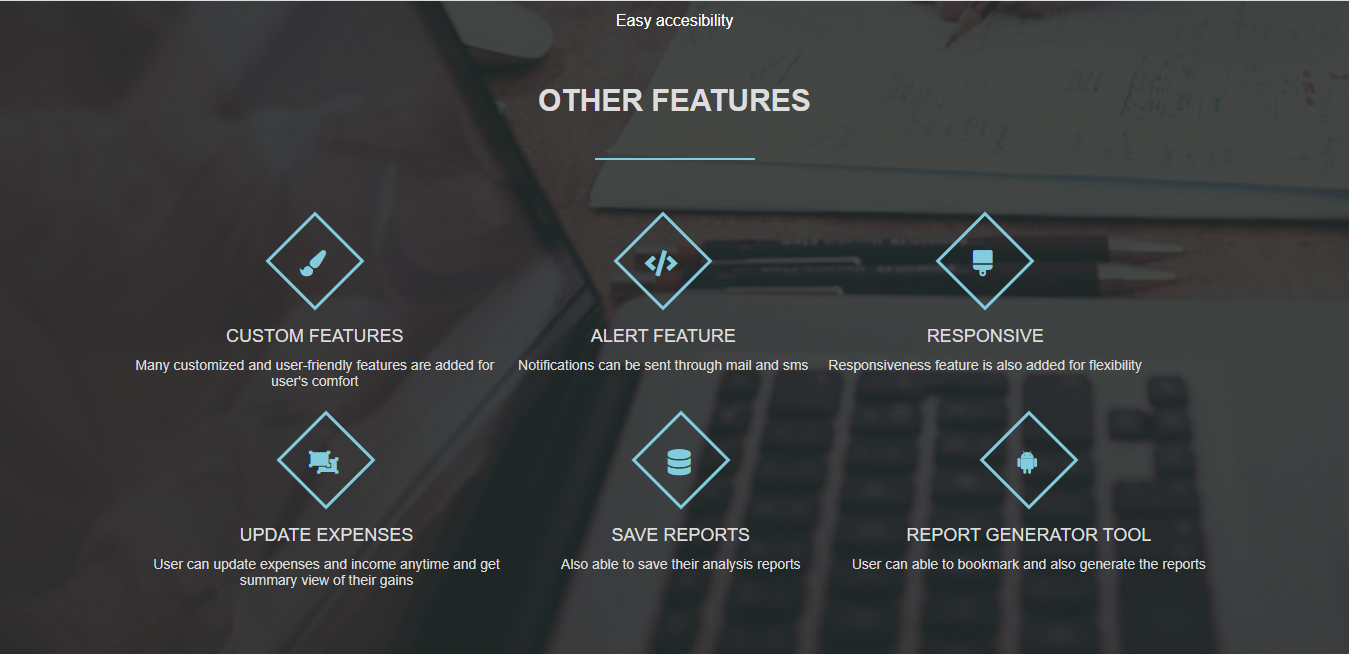 Easy accesibility
OTHER FEATURES
CUSTOM FEATURES
Many customized and user-friendly features are added for
user's comfort
ALERT FEATURE
Notifications can be sent through mail and sms
RESPONSIVE
Responsiveness feature is also added for flexibility
UPDATE EXPENSES
User can update expenses and income anytime and get
summary view of their gains
SAVE REPORTS
Also able to save their analysis reports
REPORT GENERATOR TOOL
User can able to bookmark and also generate the reports